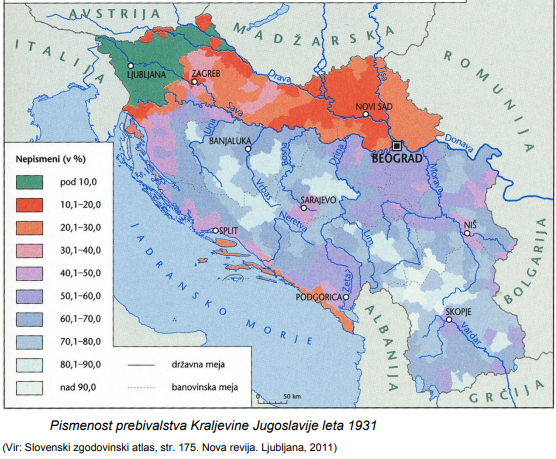 AVSTRIJA
MADŽARSKA
ITALIJA
ROMUNIJA
LJUBLJANA
ZAGREB
Drava
Tisa
Sava
NOVI SAD
Una
BANJALUKA
Bosna
Drina
BEOGRAD
Donava
Morava
Vrbas
SARAJEVO
Neretva
Lim
NIŠ
SPLIT
BOLGARIJA
JADRANSKO MORJE
PODGORICA
Zeta
ALBANIJA
SKOPJE
Vardar
GRČIJA
Nepismeni (v %)
pod 10,0
10,1–20,0
20,1–30,0
30,1–40,0
40,1–50,0
50,1–60,0
60,1–70,0
70,1–80,0
80,1–90,0
nad 90,0
državna meja
banovinska meja
0 50 km
Pismenost prebivalstva Kraljevine Jugoslavije leta 1931
(Vir: Slovenski zgodovinski atlas, str. 175. Nova revija. Ljubljana, 2011)